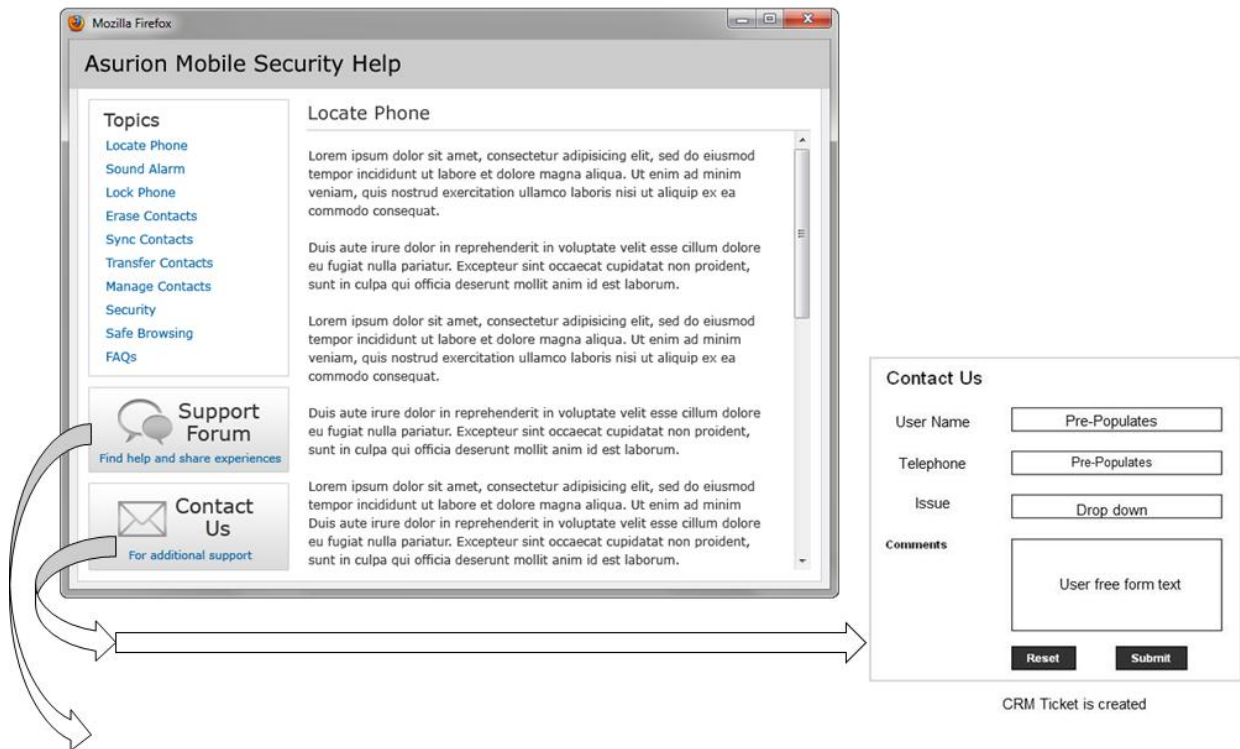 Mozilla Firefox
Asurion Mobile Security Help
Topics
Locate Phone
Sound Alarm
Lock Phone
Erase Contacts
Sync Contacts
Transfer Contacts
Manage Contacts
Security
Safe Browsing
FAQs
Support
Forum
Find help and share experiences
Contact
Us
For additional support
Locate Phone
Lorem ipsum dolor sit amet, consectetur adipisicing elit, sed do eiusmod
tempor incididunt ut labore et dolore magna aliqua. Ut enim ad minim
veniam, quis nostrud exercitation ullamco laboris nisi ut aliquip ex ea
commodo consequat.
Duis aute irure dolor in reprehenderit in voluptate velit esse cillum dolore
eu fugiat nulla pariatur. Excepteur sint occaecat cupidatat non proident,
sunt in culpa qui officia deserunt mollit anim id est laborum.
Lorem ipsum dolor sit amet, consectetur adipisicing elit, sed do eiusmod
tempor incididunt ut labore et dolore magna aliqua. Ut enim ad minim
veniam, quis nostrud exercitation ullamco laboris nisi ut aliquip ex ea
commodo consequat.
Duis aute irure dolor in reprehenderit in voluptate velit esse cillum dolore
eu fugiat nulla pariatur. Excepteur sint occaecat cupidatat non proident,
sunt in culpa qui officia deserunt mollit anim id est laborum.
Lorem ipsum dolor sit amet, consectetur adipisicing elit, sed do eiusmod
tempor incididunt ut labore et dolore magna aliqua. Ut enim ad minim
Duis aute irure dolor in reprehenderit in voluptate velit esse cillum dolore
eu fugiat nulla pariatur. Excepteur sint occaecat cupidatat non proident,
sunt in culpa qui officia deserunt mollit anim id est laborum.
Contact Us
User Name Pre-Populates
Telephone Pre-Populates
Issue Drop down
Comments
User free form text
Reset Submit
CRM Ticket is created